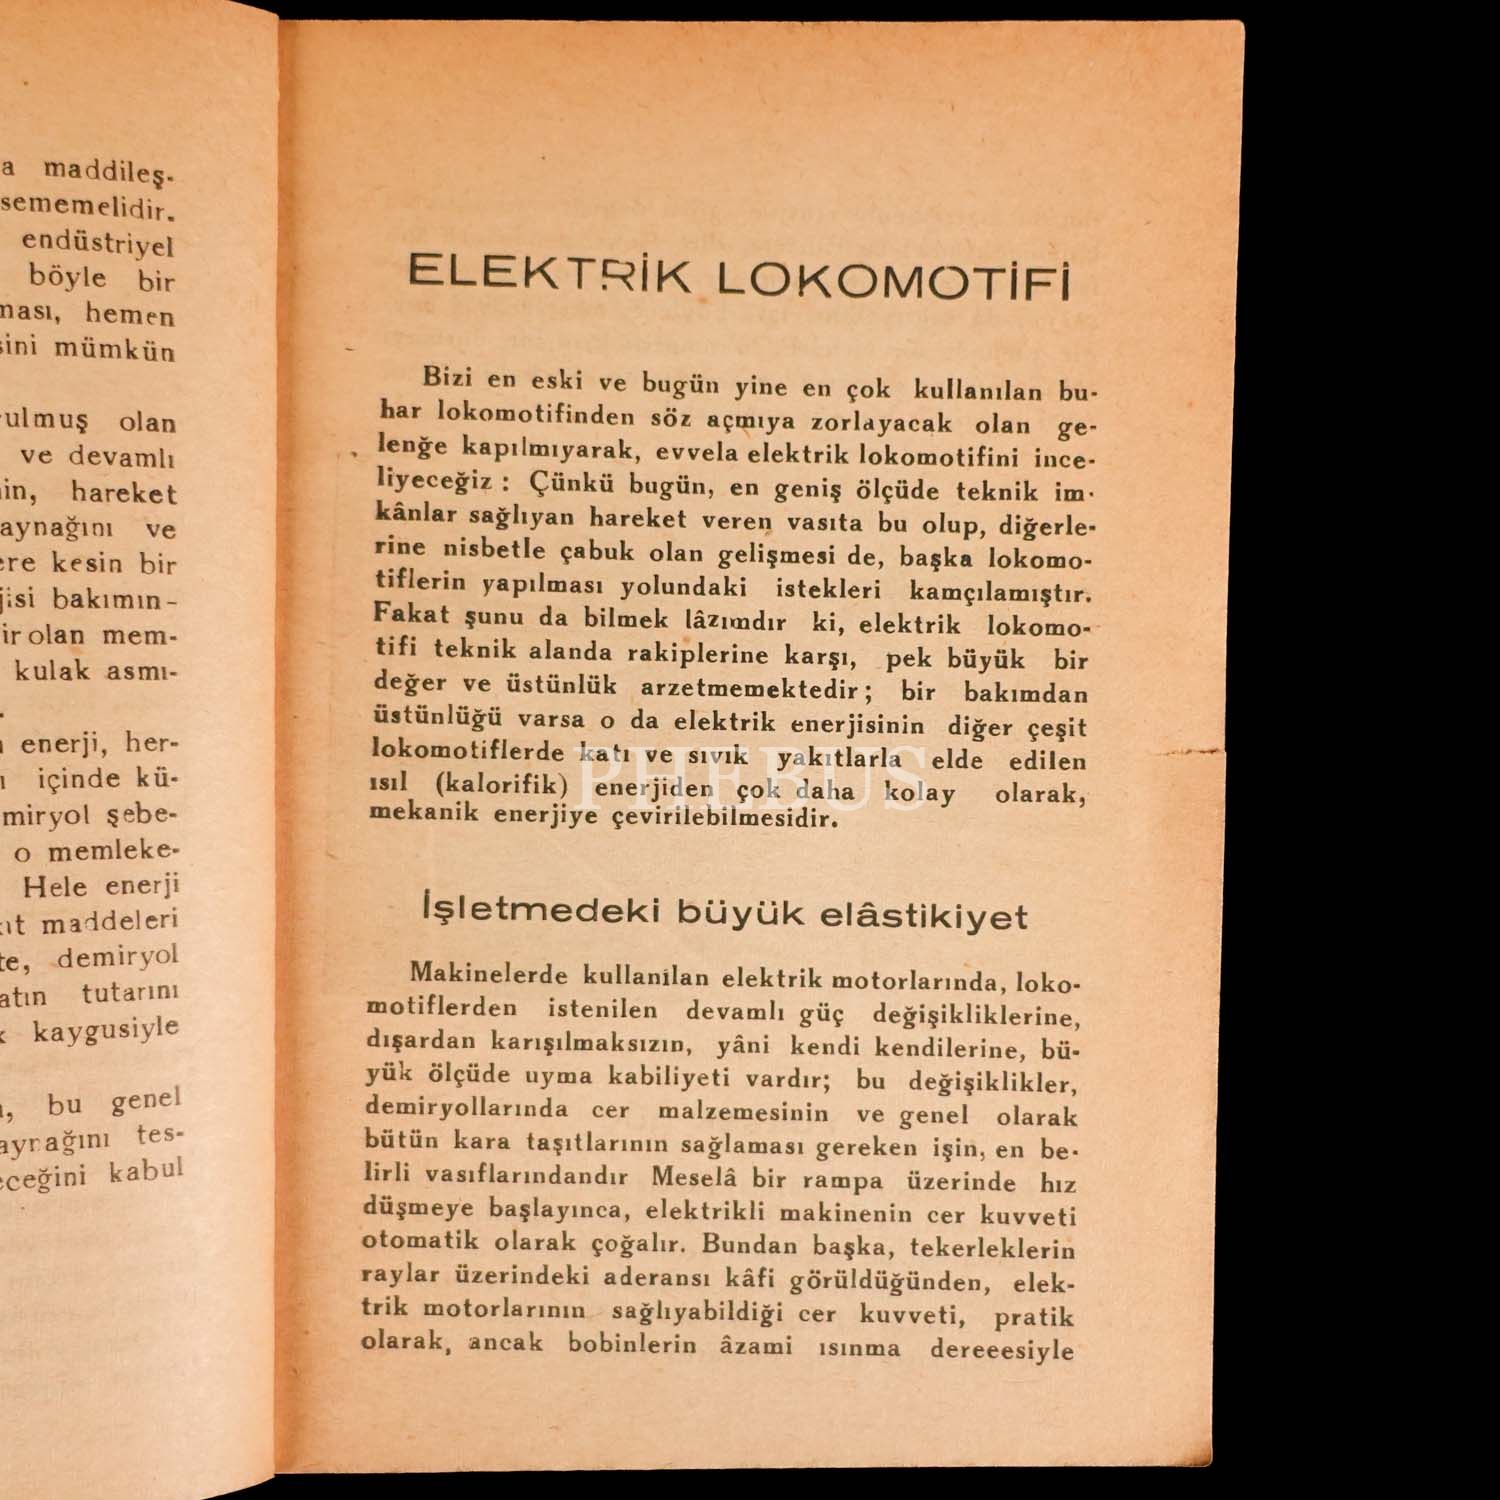 a maddileş-
sememelidir.
endüstriyel
böyle bir
ması, hemen
sini mümkün
rulmuş olan
ve devamlı
in, hareket
aynağını ve
ere kesin bir
jisi bakımın-
ir olan mem-
kulak asmı-
enerji, her-
ı içinde kü-
miryol şebe-
o memleke-
Hele enerji
ıt maddeleri
te, demiryol
atın tutarını
k kaygusiyle
bu genel
aynağını tes-
eceğini kabul
ELEKTRİK LOKOMOTİFİ
Bizi en eski ve bugün yine en çok kullanılan bu-
har lokomotifinden söz açmıya zorlayacak olan ge-
lenğe kapılmıyarak, evvela elektrik lokomotifini ince-
liyeceğiz : Çünkü bugün, en geniş ölçüde teknik im-
kânlar sağlıyan hareket veren vasıta bu olup, diğerle-
rine nisbetle çabuk olan gelişmesi de, başka lokomo-
tiflerin yapılması yolundaki istekleri kamçılamıştır.
Fakat şunu da bilmek lâzımdır ki, elektrik lokomo-
tifi teknik alanda rakiplerine karşı, pek büyük bir
değer ve üstünlük arzetmemektedir; bir bakımdan
üstünlüğü varsa o da elektrik enerjisinin diğer çeşit
lokomotiflerde katı ve sıvık yakıtlarla elde edilen
ısıl (kalorifik) enerjiden çok daha kolay olarak,
mekanik enerjiye çevirilebilmesidir.
PHEBUS
İşletmedeki büyük elâstikiyet
Makinelerde kullanılan elektrik motorlarında, loko-
motiflerden istenilen devamlı güç değişikliklerine,
dışardan karışılmaksızın, yâni kendi kendilerine, bü-
yük ölçüde uyma kabiliyeti vardır; bu değişiklikler,
demiryollarında cer malzemesinin ve genel olarak
bütün kara taşıtlarının sağlaması gereken işin, en be-
lirli vasıflarındandır Meselâ bir rampa üzerinde hız
düşmeye başlayınca, elektrikli makinenin cer kuvveti
otomatik olarak çoğalır. Bundan başka, tekerleklerin
raylar üzerindeki aderansı kâfi görüldüğünden, elek-
trik motorlarının sağlıyabildiği cer kuvveti, pratik
olarak, ancak bobinlerin âzami ısınma dereeesiyle